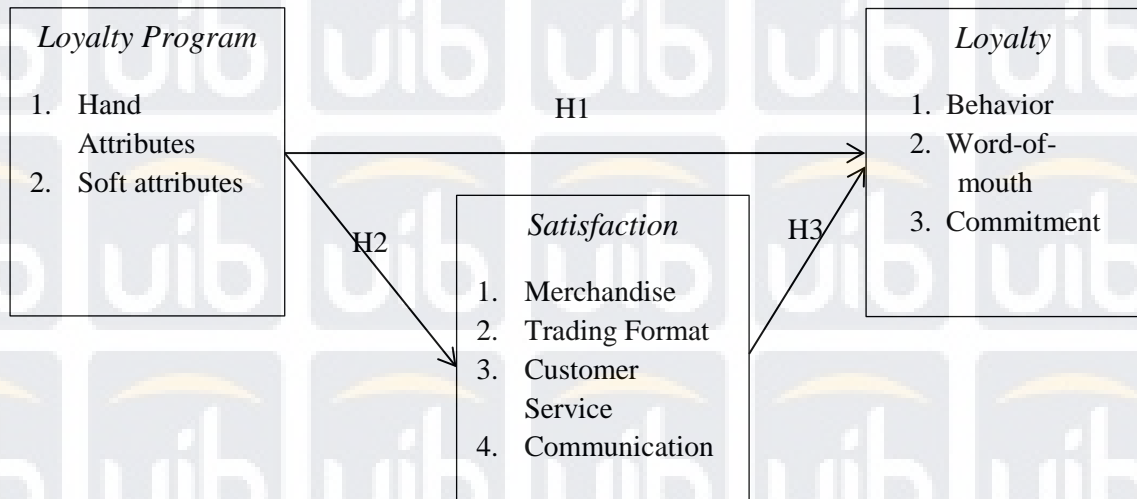 Loyalty Program
1. Hand
Attributes
2. Soft attributes
H1
Loyalty
1. Behavior
2. Word-of-
mouth
3. Commitment
H2
Satisfaction
1. Merchandise
2. Trading Format
3. Customer
Service
4. Communication
H3
uib